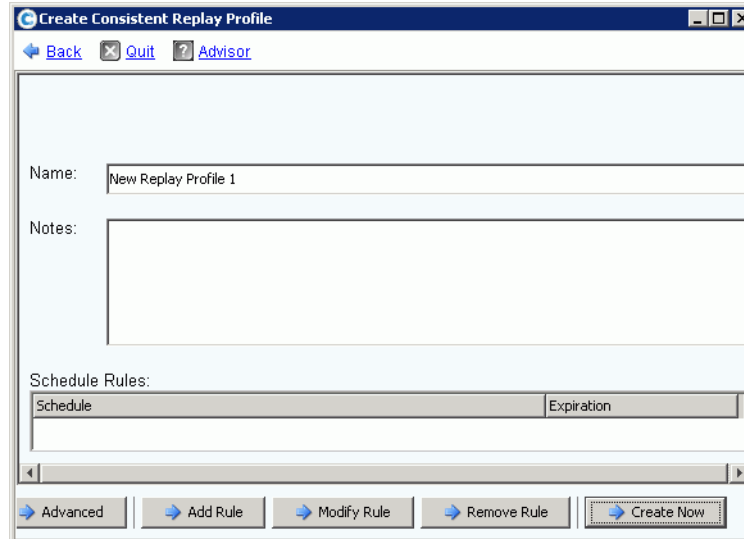 Create Consistent Replay Profile
Back Quit Advisor
Name: New Replay Profile 1
Notes:
Schedule Rules:
Schedule Expiration
Advanced Add Rule Modify Rule Remove Rule Create Now